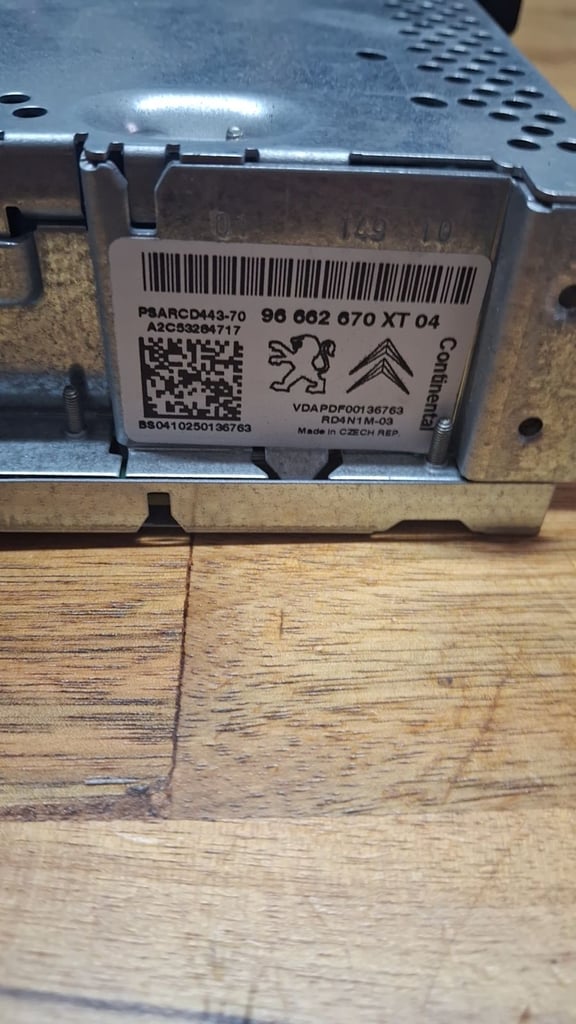 01 149 10
PSARCD443-70 96 662 670 XT 04
A2C53284717
Continental
VDAPDF00136763
RD4N1M-03
BS0410250136763 Made in CZECH REP.